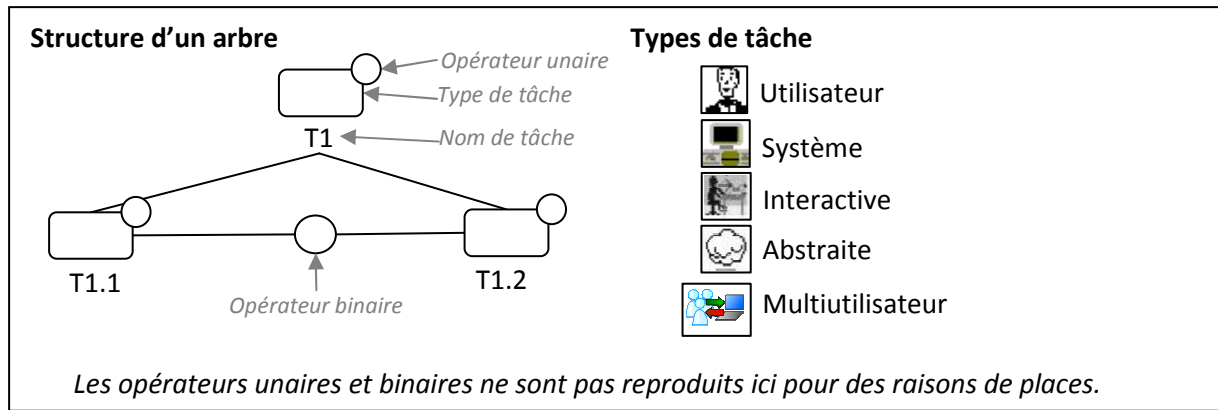 Structure d'un arbre
Opérateur unaire
Type de tâche
Nom de tâche
T1
T1.1
T1.2
Opérateur binaire
Types de tâche
Utilisateur
Système
Interactive
Abstraite
Multiutilisateur
Les opérateurs unaires et binaires ne sont pas reproduits ici pour des raisons de places.